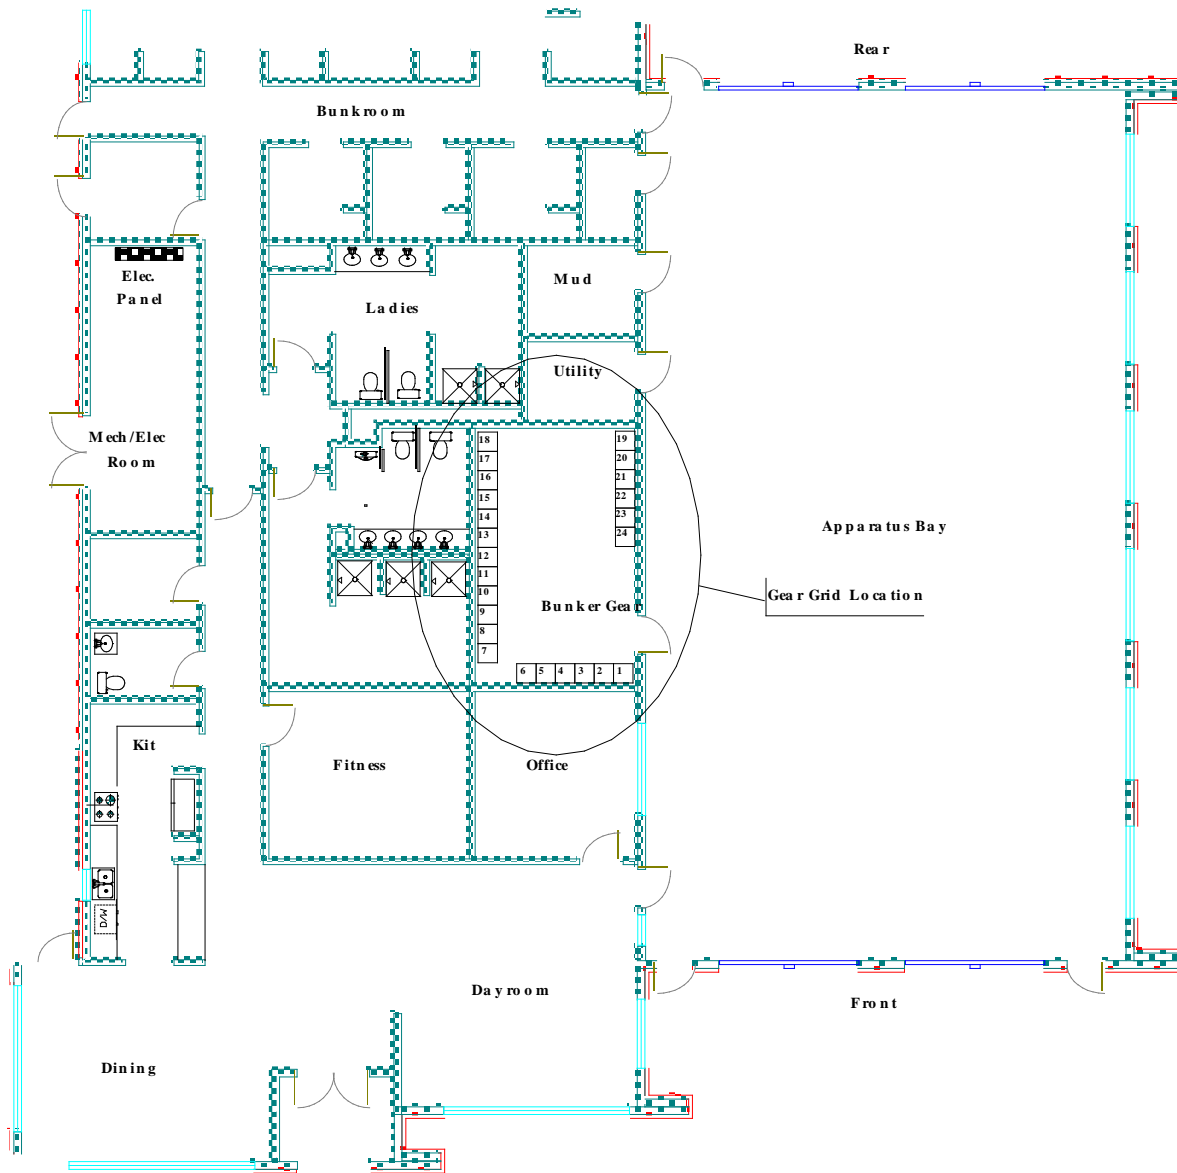 Rear
Bunkroom
Elec.
Panel
Mud
Ladies
Utility
Mech/Elec
Room
18
17
16
15
14
13
12
11
10
9
8
7
19
20
21
22
23
24
Apparatus Bay
Gear Grid Location
Bunker Gear
6 5 4 3 2 1
Kit
Fitness
Office
D/W
Dayroom
Front
Dining